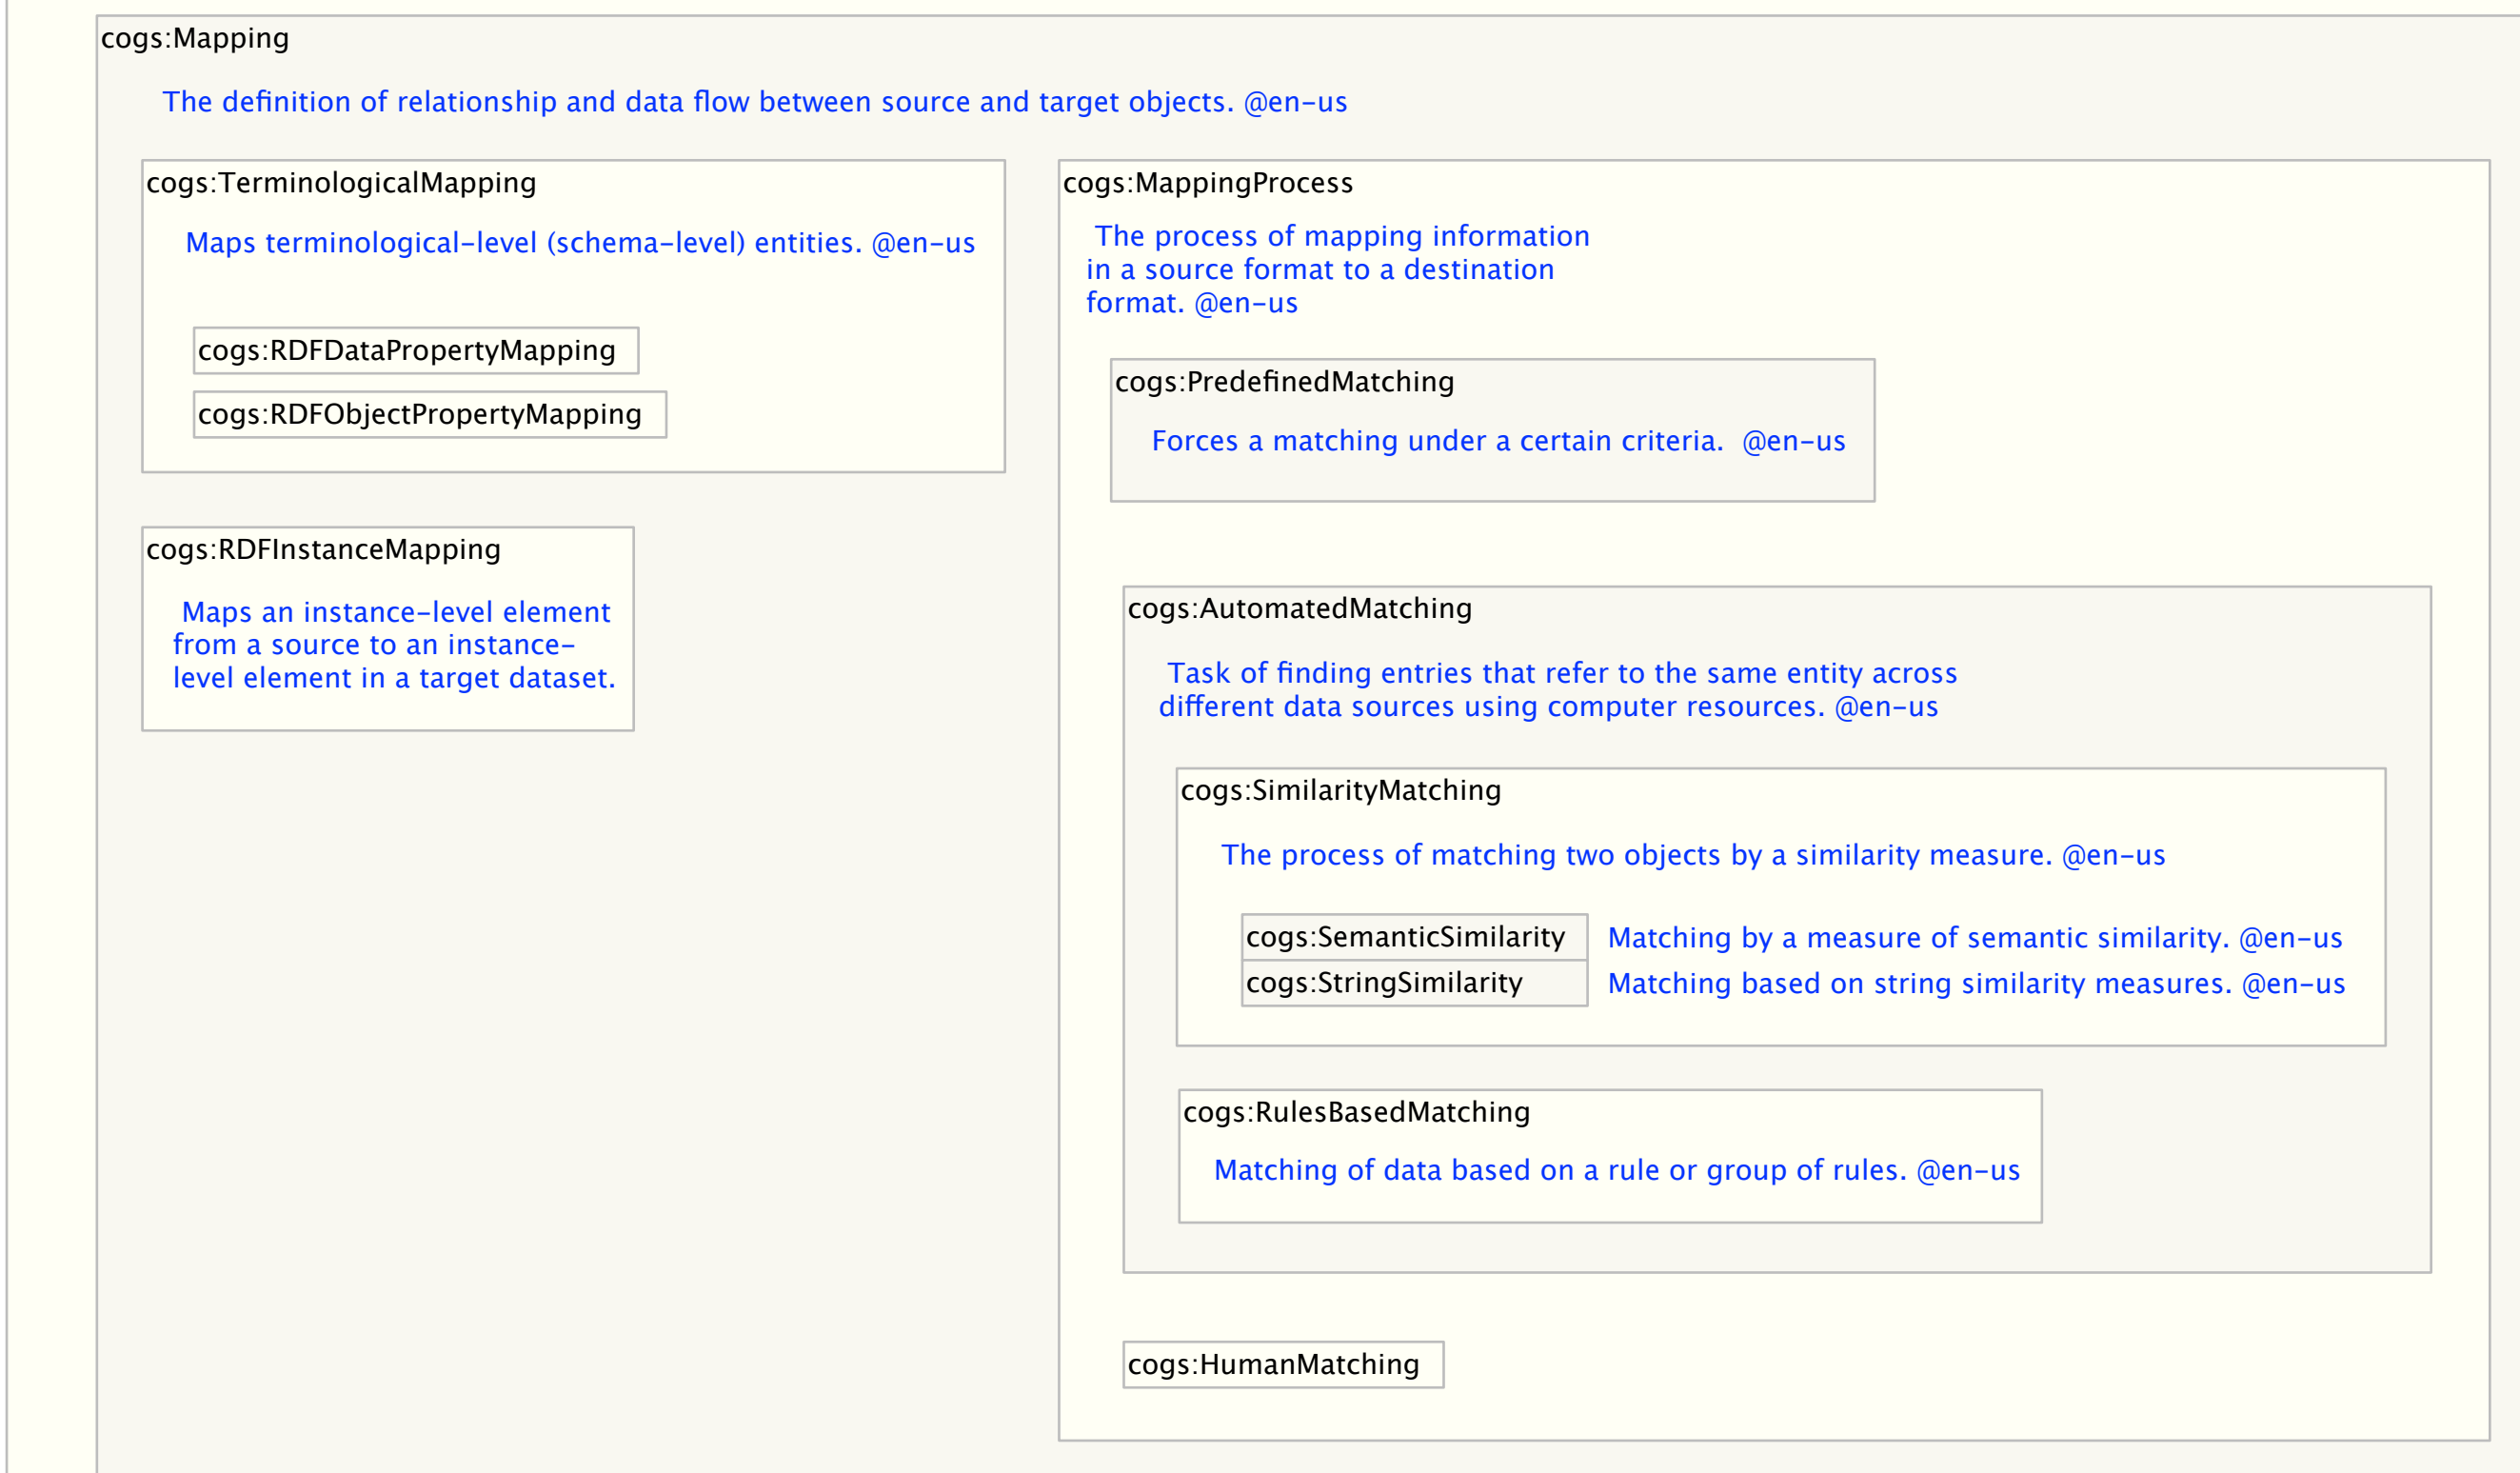 cogs:Mapping
The definition of relationship and data flow between source and target objects. @en-us
cogs:TerminologicalMapping
Maps terminological-level (schema-level) entities. @en-us
cogs:RDFDataPropertyMapping
cogs:RDFObjectPropertyMapping
cogs:RDFInstanceMapping
Maps an instance-level element
from a source to an instance-
level element in a target dataset.
cogs:MappingProcess
The process of mapping information
in a source format to a destination
format. @en-us
cogs:PredefinedMatching
Forces a matching under a certain criteria.  @en-us
cogs:AutomatedMatching
Task of finding entries that refer to the same entity across
different data sources using computer resources. @en-us
cogs:SimilarityMatching
The process of matching two objects by a similarity measure. @en-us
cogs:SemanticSimilarity Matching by a measure of semantic similarity. @en-us
cogs:StringSimilarity Matching based on string similarity measures. @en-us
cogs:RulesBasedMatching
Matching of data based on a rule or group of rules. @en-us
cogs:HumanMatching